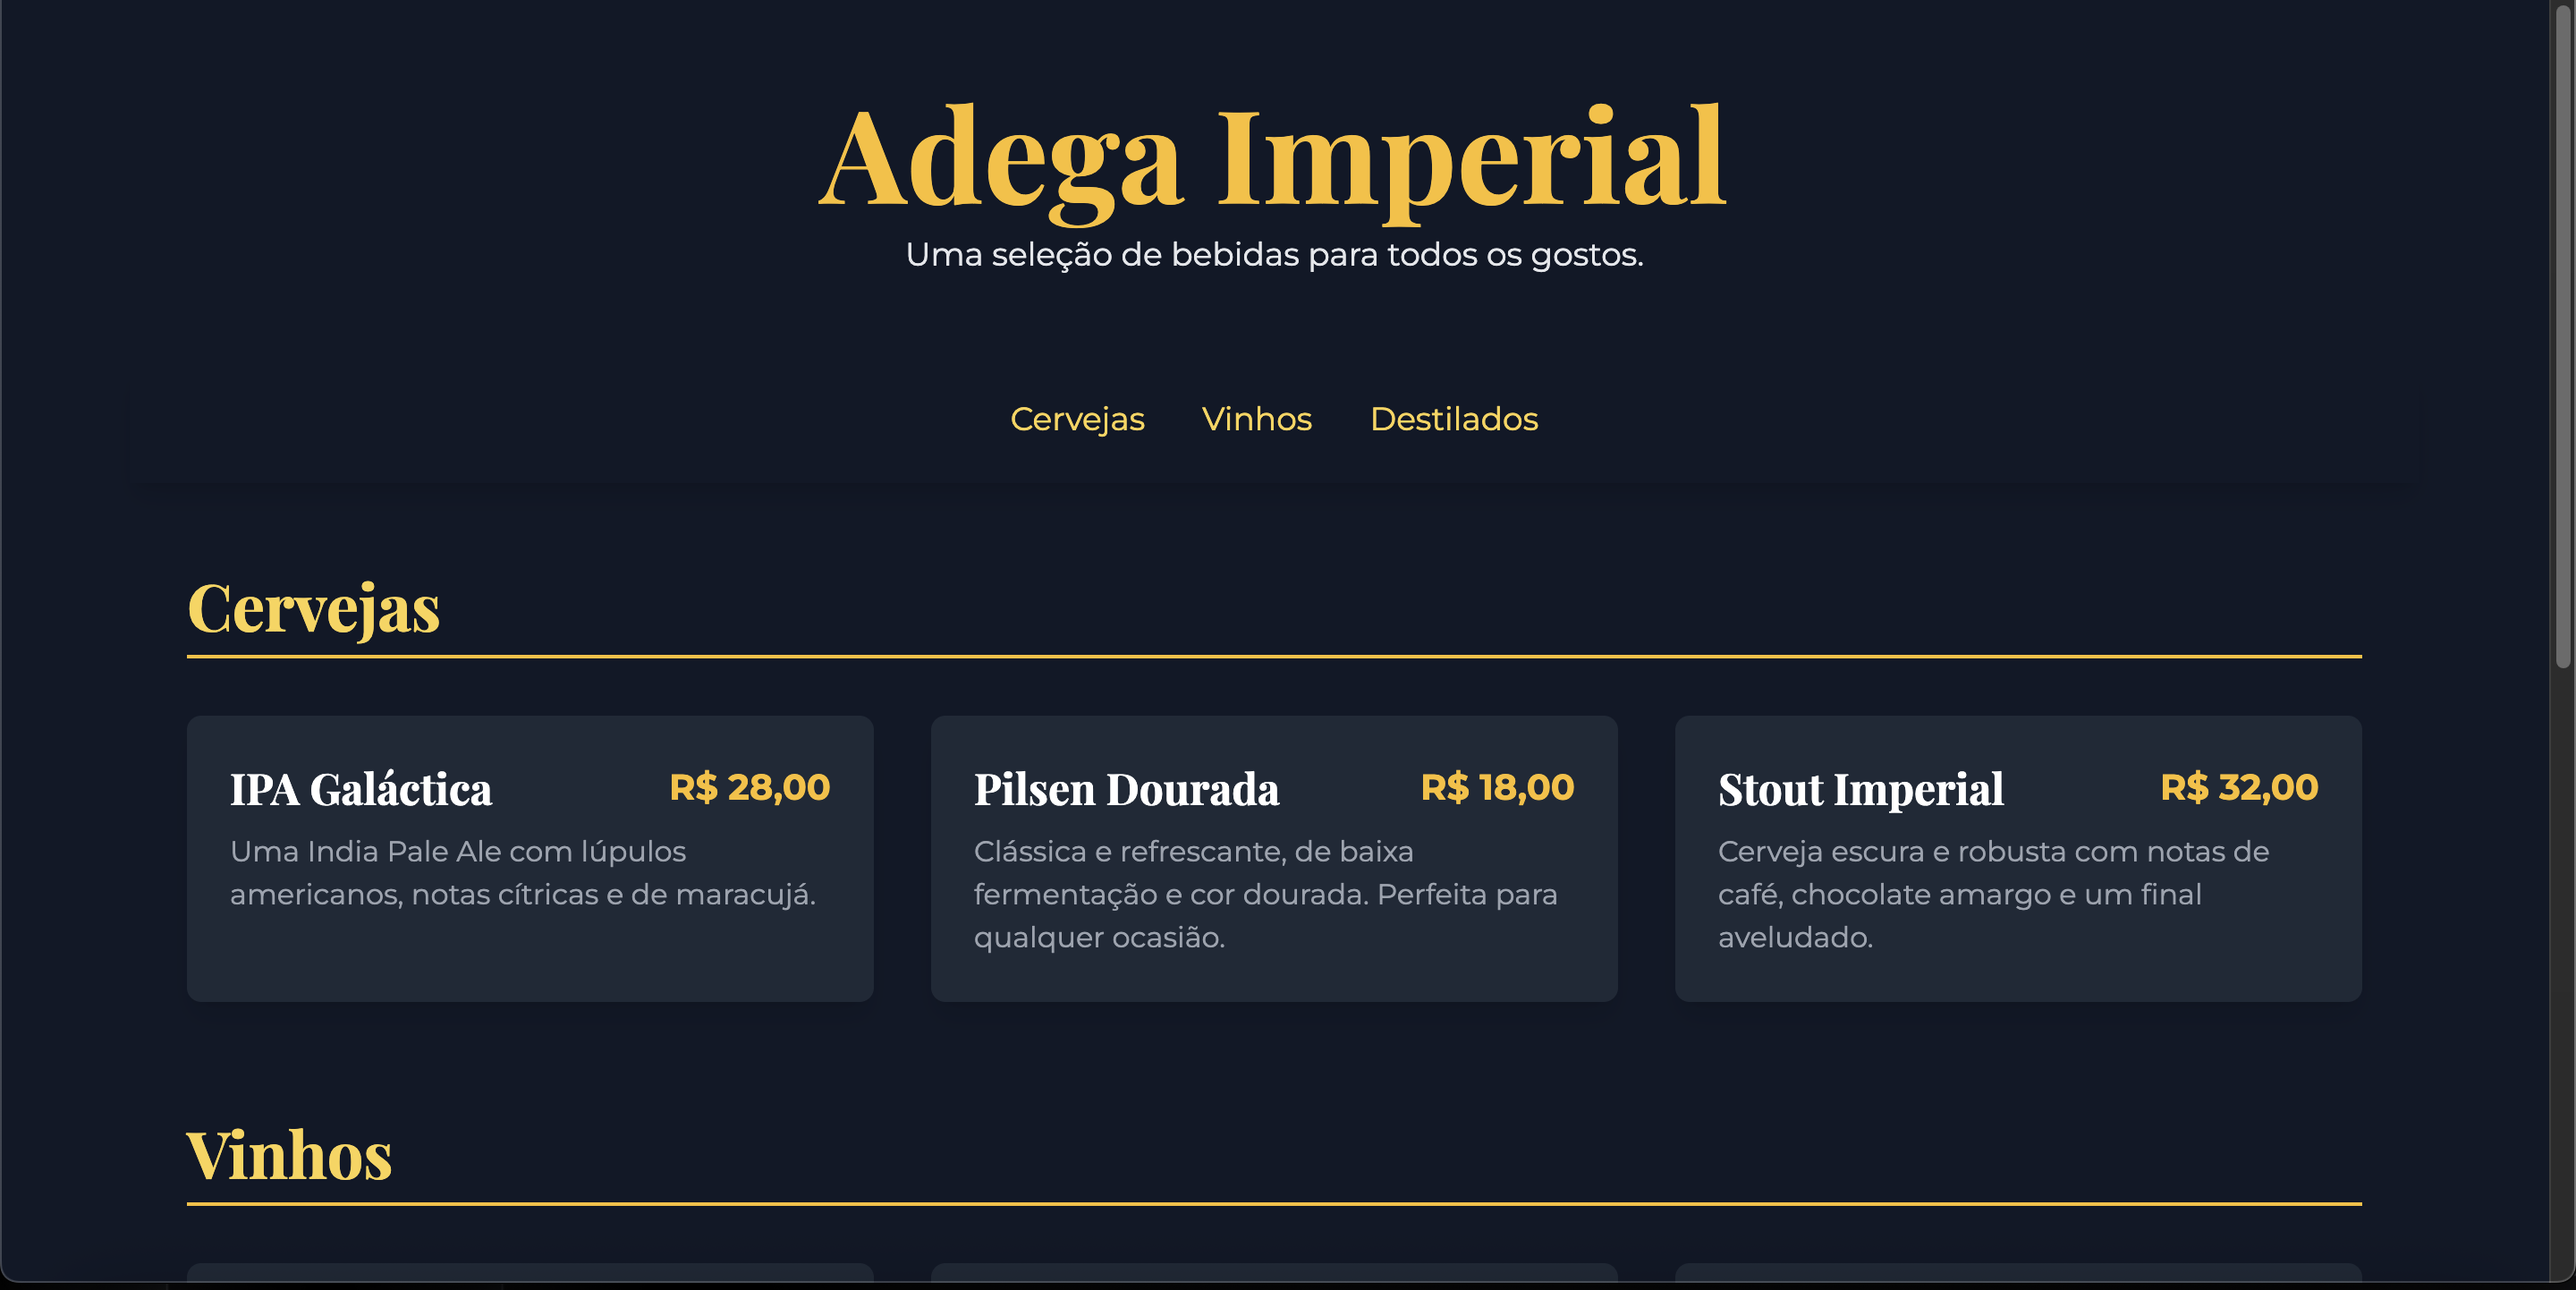 Adega Imperial
Uma seleção de bebidas para todos os gostos.
Cervejas Vinhos Destilados
Cervejas
IPA Galáctica R$ 28,00
Uma India Pale Ale com lúpulos
americanos, notas cítricas e de maracujá.
Pilsen Dourada R$ 18,00
Clássica e refrescante, de baixa
fermentação e cor dourada. Perfeita para
qualquer ocasião.
Stout Imperial R$ 32,00
Cerveja escura e robusta com notas de
café, chocolate amargo e um final
aveludado.
Vinhos